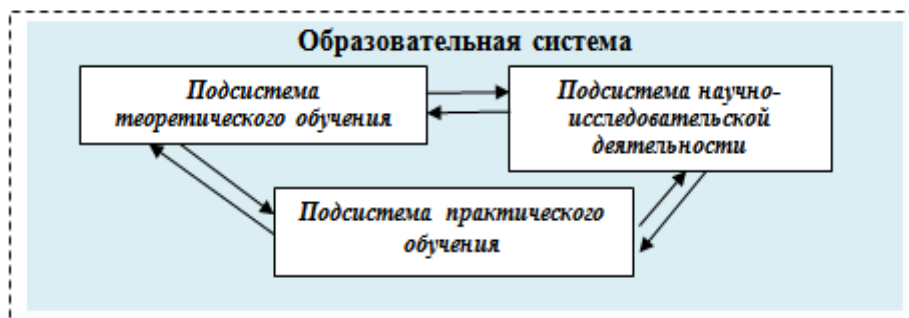 Образовательная система
Подсистема
теоретического обучения
Подсистема научно-
исследовательской
деятельности
Подсистема практического
обучения